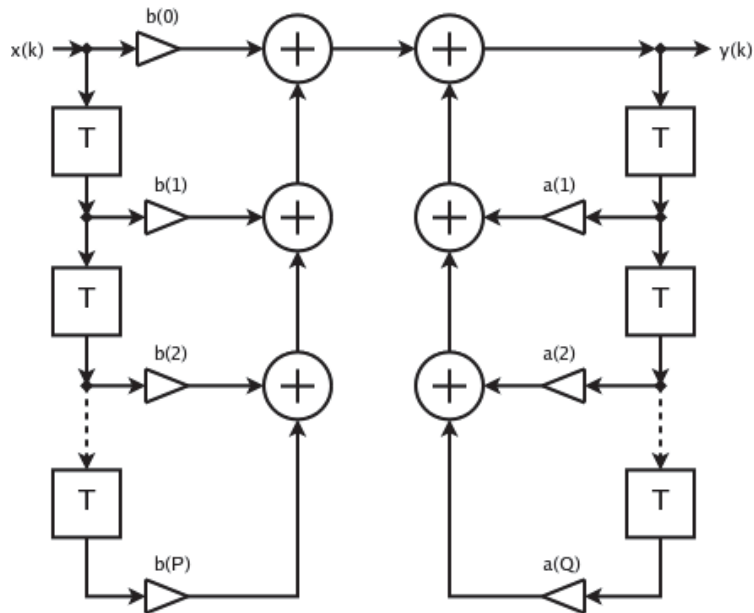 b(0)
x(k)
y(k)
T
T
b(1)
a(1)
T
T
b(2)
a(2)
T
T
b(P)
a(Q)